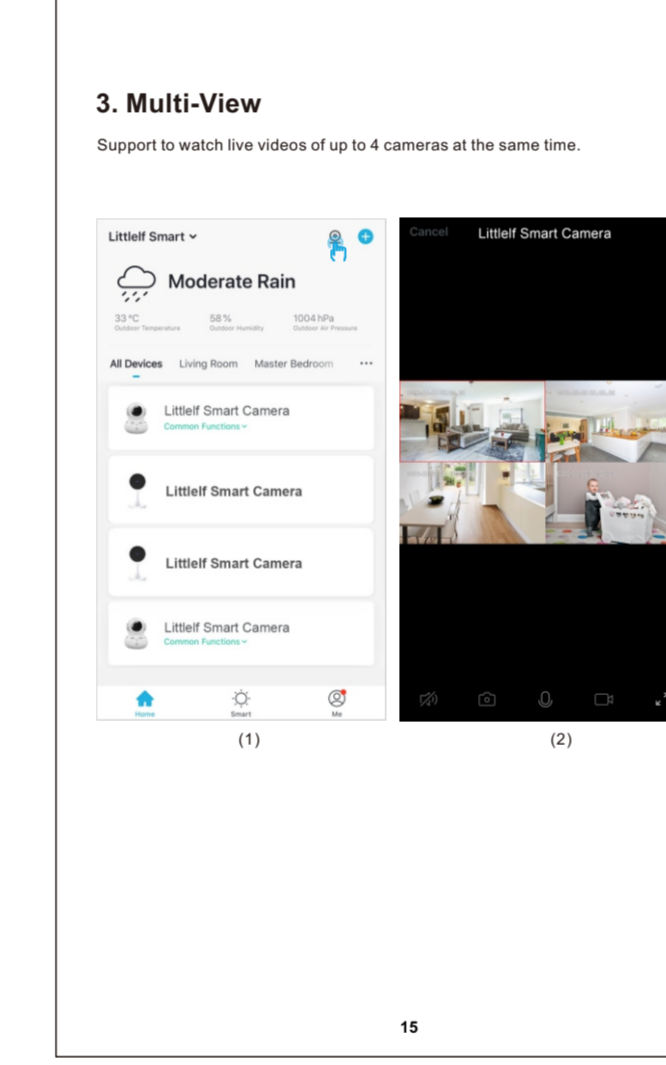 3. Multi-View
Support to watch live videos of up to 4 cameras at the same time.
Littlelf Smart
Moderate Rain
33 °C
58 %
1004 hPa
Outdoor Temperature
Outdoor Humidity
Outdoor Air Pressure
All Devices
Living Room
Master Bedroom
Littlelf Smart Camera
Common Functions
Littlelf Smart Camera
Littlelf Smart Camera
Littlelf Smart Camera
Common Functions
Home
Smart
Me
(1)
Cancel
Littlelf Smart Camera
(2)
15